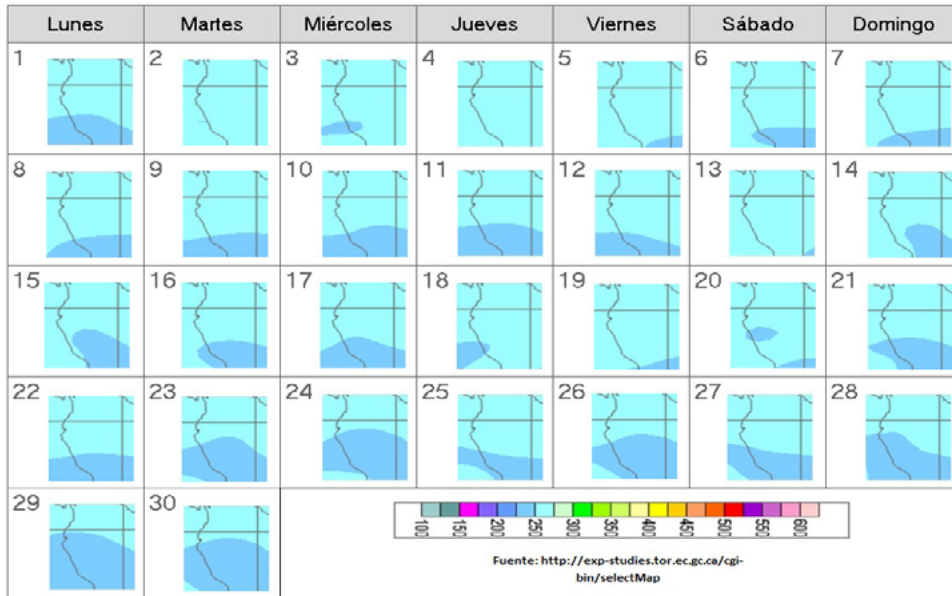 Lunes Martes Miércoles Jueves Viernes Sábado Domingo
1 2 3 4 5 6 7
8 9 10 11 12 13 14
15 16 17 18 19 20 21
22 23 24 25 26 27 28
29 30
100 150 200 250 300 350 400 450 500 550 600
Fuente: http://exp-studies.tor.ec.gc.ca/cgi-
bin/selectMap